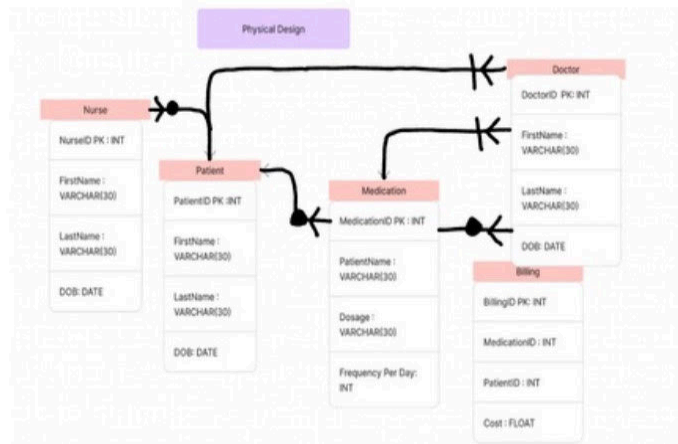 Physical Design
Nurse
NurseID PK : INT
FirstName :
VARCHAR(30)
LastName :
VARCHAR(30)
DOB: DATE
Patient
PatientID PK :INT
FirstName :
VARCHAR(30)
LastName :
VARCHAR(30)
DOB: DATE
Medication
MedicationID PK : INT
PatientName :
VARCHAR(30)
Dosage :
VARCHAR(30)
Frequency Per Day:
INT
Doctor
DoctorID PK: INT
FirstName :
VARCHAR(30)
LastName :
VARCHAR(30)
DOB: DATE
Billing
BillingID PK: INT
MedicationID : INT
PatientID : INT
Cost : FLOAT